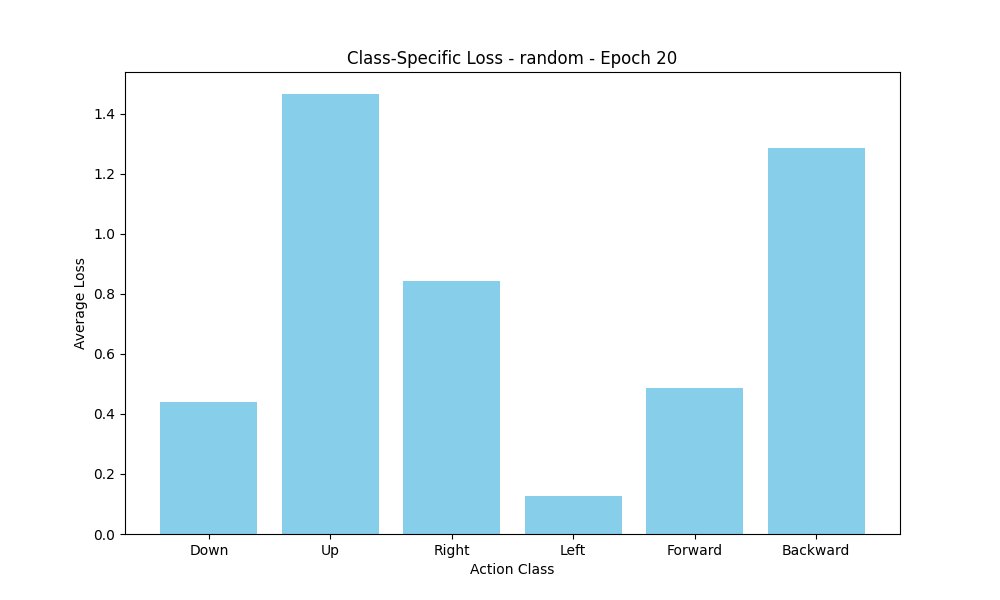 Class-Specific Loss - random - Epoch 20
Average Loss
1.4
1.2
1.0
0.8
0.6
0.4
0.2
0.0
Down Up Right Left Forward Backward
Action Class